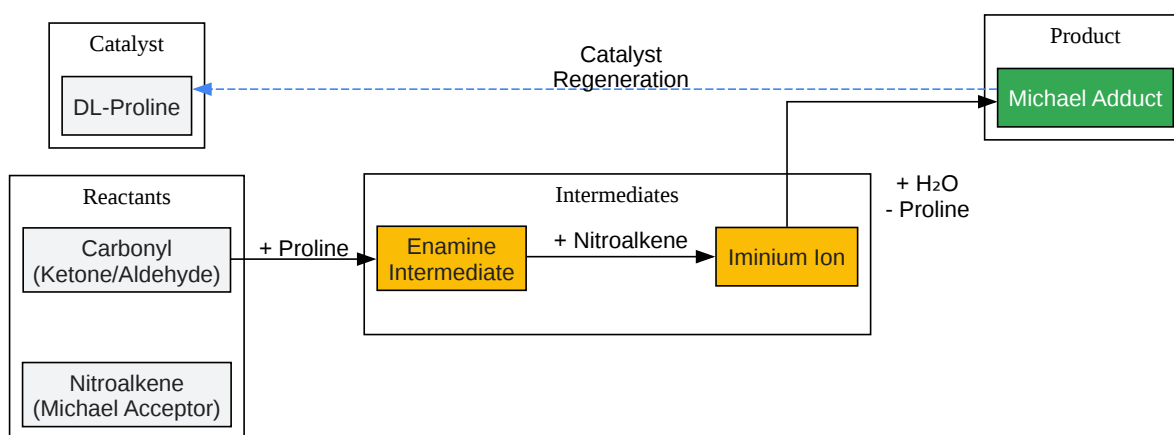 Catalyst
DL-Proline
Catalyst
Regeneration
Product
Michael Adduct
Reactants
Carbonyl
(Ketone/Aldehyde)
Nitroalkene
(Michael Acceptor)
+ Proline
Intermediates
Enamine
Intermediate
+ Nitroalkene
Iminium Ion
+ H₂O
- Proline